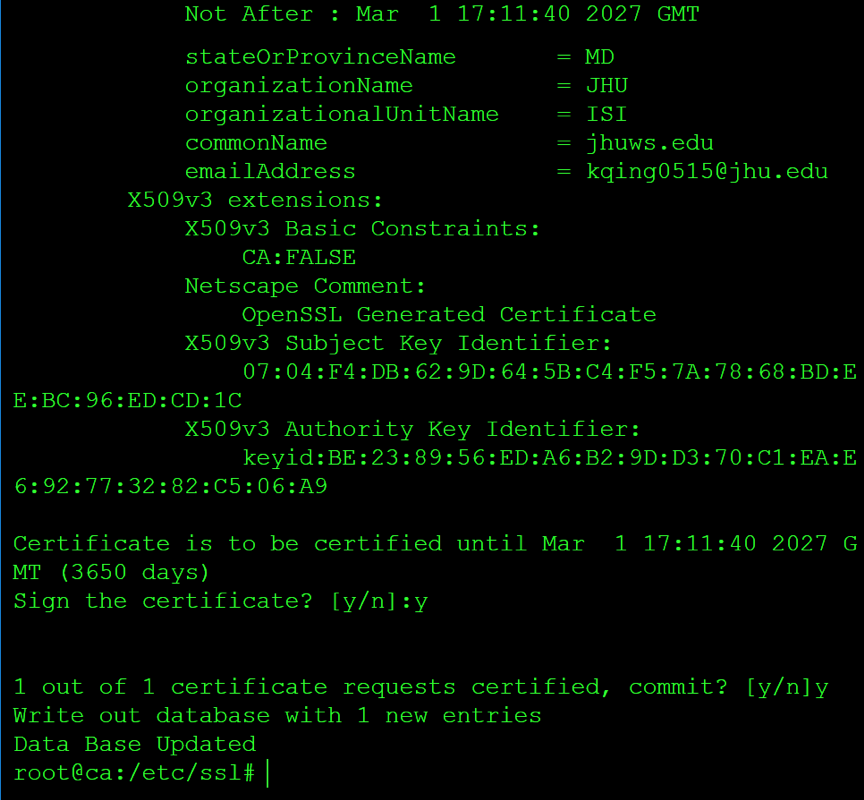 Not After : Mar  1 17:11:40 2027 GMT
stateOrProvinceName       = MD
organizationName          = JHU
organizationalUnitName    = ISI
commonName                = jhuws.edu
emailAddress              = kqing0515@jhu.edu
X509v3 extensions:
X509v3 Basic Constraints:
CA:FALSE
Netscape Comment:
OpenSSL Generated Certificate
X509v3 Subject Key Identifier:
07:04:F4:DB:62:9D:64:5B:C4:F5:7A:78:68:BD:E
E:BC:96:ED:CD:1C
X509v3 Authority Key Identifier:
keyid:BE:23:89:56:ED:A6:B2:9D:D3:70:C1:EA:E
6:92:77:32:82:C5:06:A9
Certificate is to be certified until Mar  1 17:11:40 2027 G
MT (3650 days)
Sign the certificate? [y/n]:y
1 out of 1 certificate requests certified, commit? [y/n]y
Write out database with 1 new entries
Data Base Updated
root@ca:/etc/ssl#